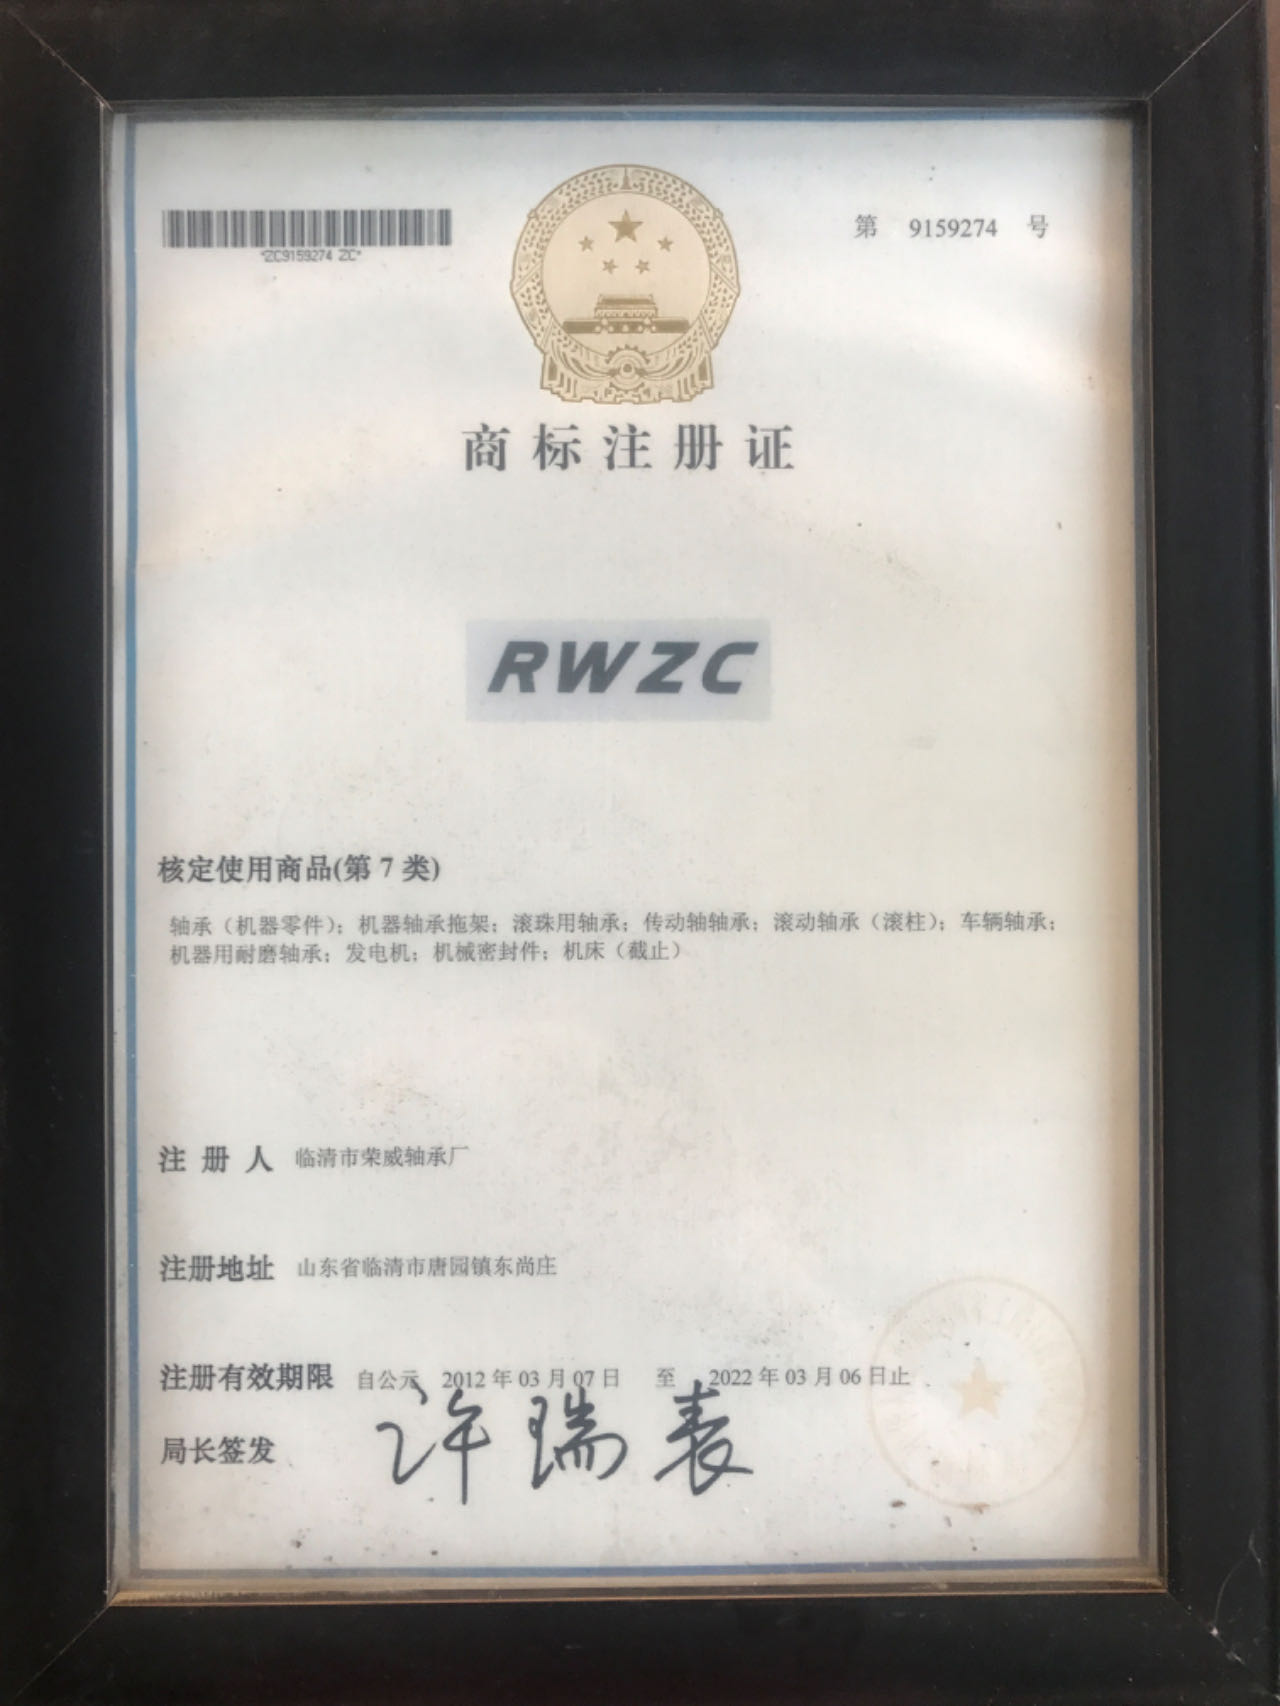 第 9159274 号
*ZC9159274 ZC*
商标注册证
RWZC
核定使用商品(第 7 类)
轴承（机器零件）；机器轴承拖架；滚珠用轴承；传动轴轴承；滚动轴承（滚柱）；车辆轴承；
机器用耐磨轴承；发电机；机械密封件；机床（截止）
注册人 临清市荣威轴承厂
注册地址 山东省临清市唐园镇东尚庄
注册有效期限 自公元 2012 年 03 月 07 日 至 2022 年 03 月 06 日止
局长签发 许瑞表